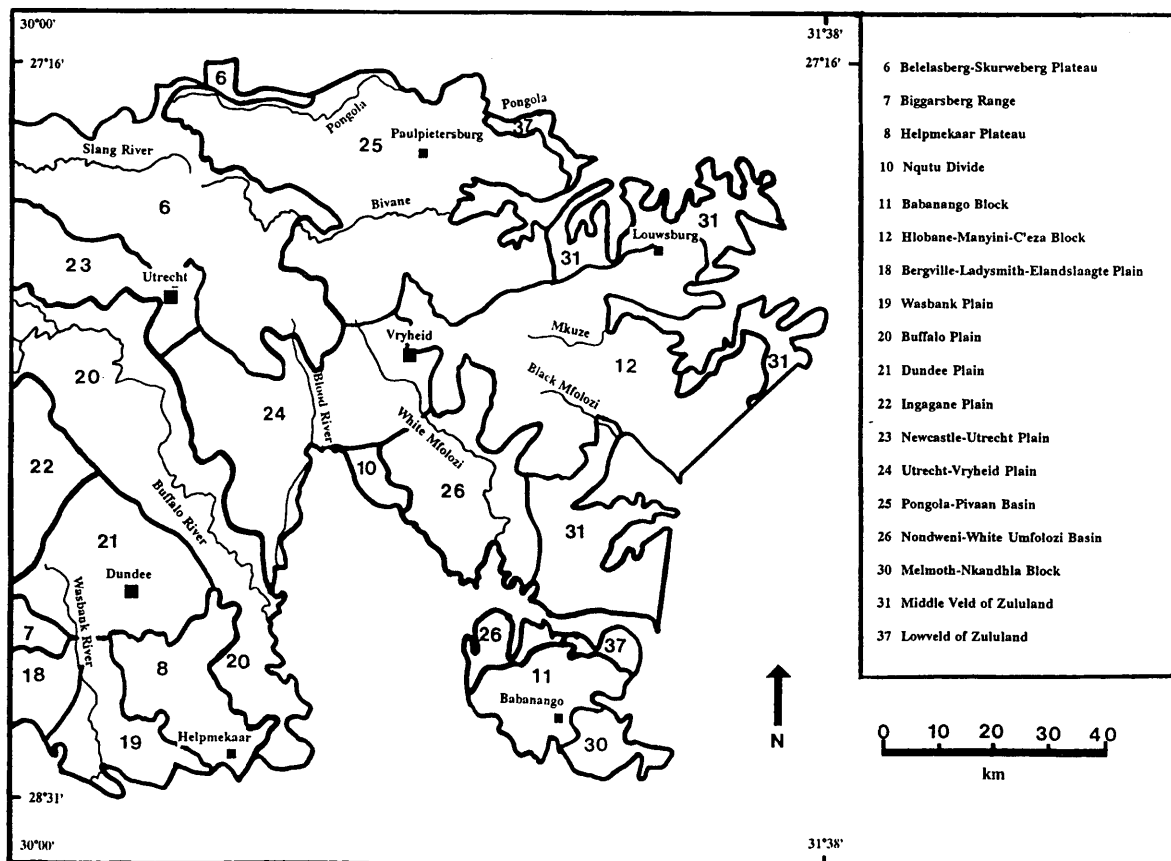 30°00'
31°38'
27°16'
27°16'
6
Pongola
Pongola
37
Paulpietersburg
25
Slang River
6
Bivane
31
31
Louwsburg
23
Utrecht
Mkuze
Vryheid
12
31
20
Black Mfolozi
Blood River
24
White Mfolozi
22
10
26
Buffalo River
31
21
Dundee
Wasbank River
7
26
37
20
8
11
18
Babanango
Helpmekaar
19
30
N
28°31'
30°00'
31°38'
6 Belelasberg-Skurweberg Plateau
7 Biggarsberg Range
8 Helpmekaar Plateau
10 Nqutu Divide
11 Babanango Block
12 Hlobane-Manyini-C'eza Block
18 Bergville-Ladysmith-Elandslaagte Plain
19 Wasbank Plain
20 Buffalo Plain
21 Dundee Plain
22 Ingagane Plain
23 Newcastle-Utrecht Plain
24 Utrecht-Vryheid Plain
25 Pongola-Pivaan Basin
26 Nondweni-White Umfolozi Basin
30 Melmoth-Nkandhla Block
31 Middle Veld of Zululand
37 Lowveld of Zululand
0 10 20 30 40
km